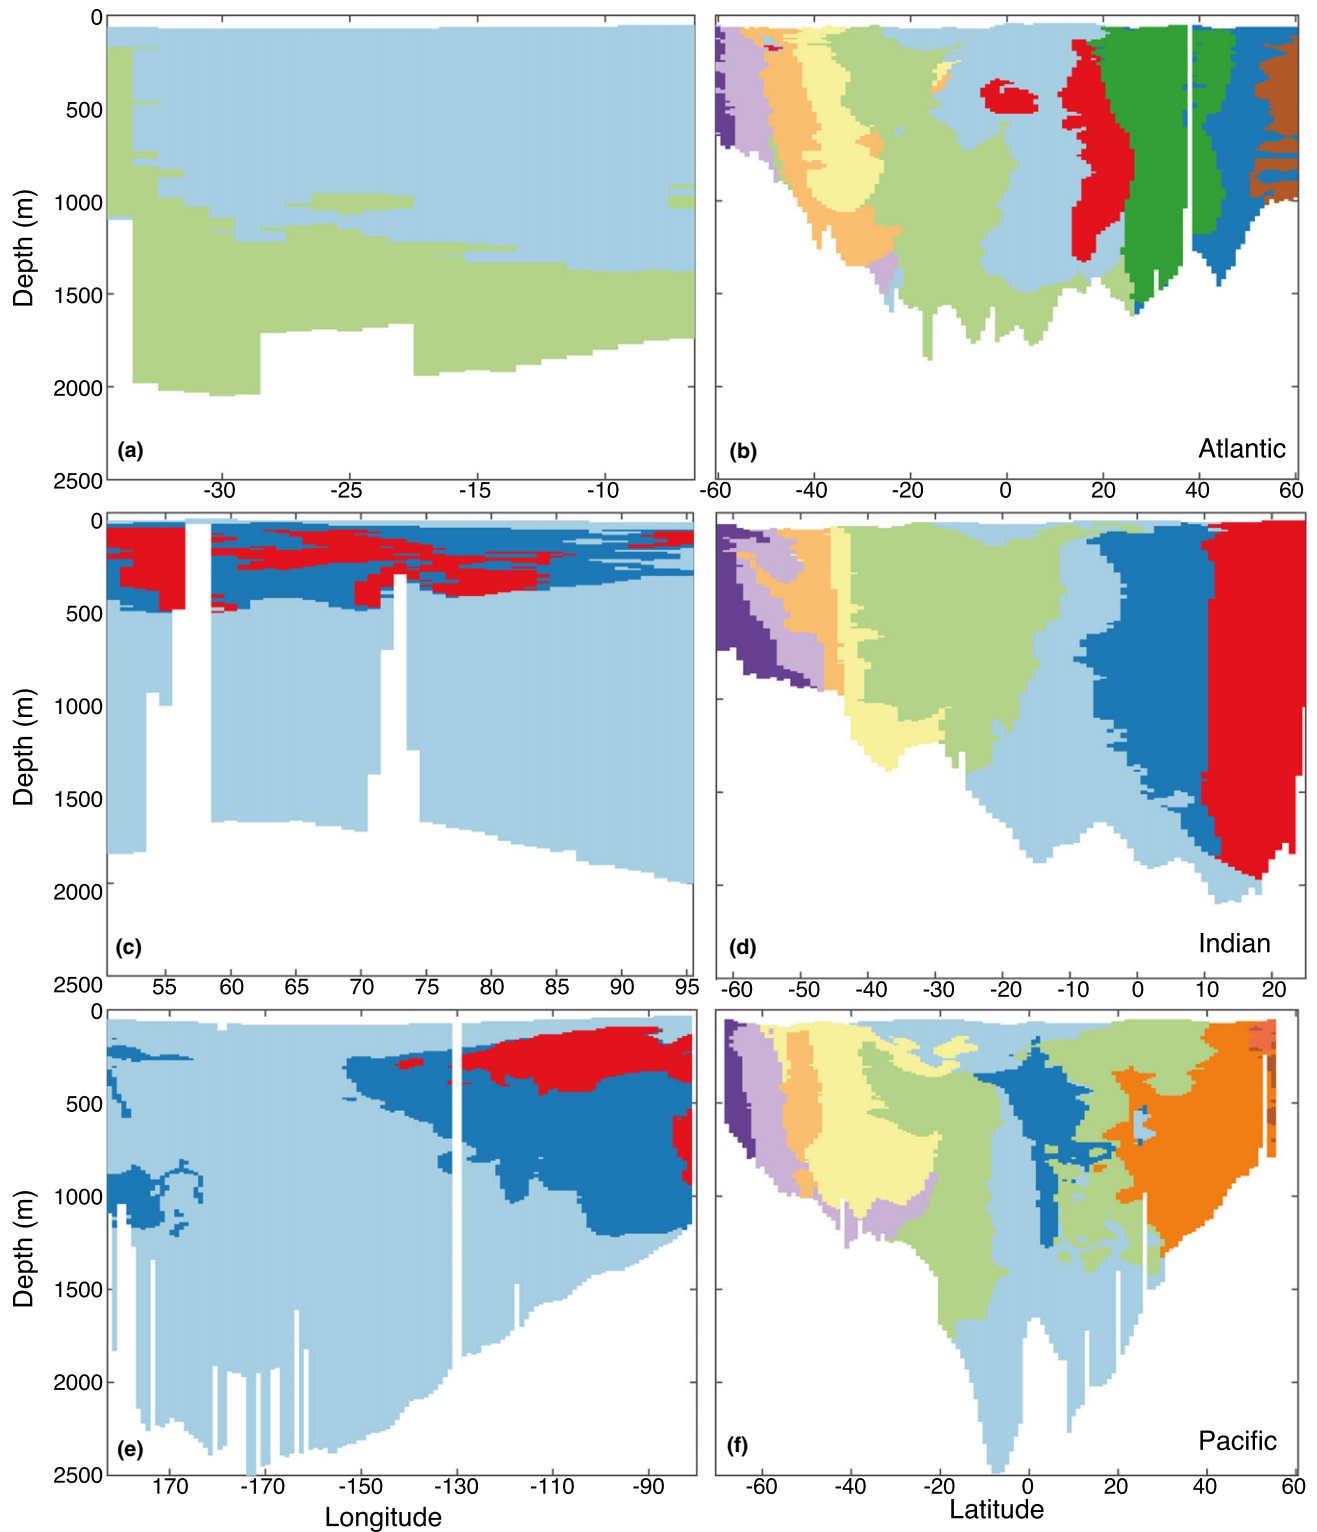 0
500
1000
1500
2000
2500
Depth (m)
(a)
-30 -25 -15 -10
(b)
Atlantic
-60 -40 -20 0 20 40 60
0
500
1000
1500
2000
2500
Depth (m)
(c)
55 60 65 70 75 80 85 90 95
(d)
Indian
-60 -50 -40 -30 -20 -10 0 10 20
0
500
1000
1500
2000
2500
Depth (m)
(e)
170 -170 -150 -130 -110 -90
Longitude
(f)
Pacific
-60 -40 -20 0 20 40 60
Latitude